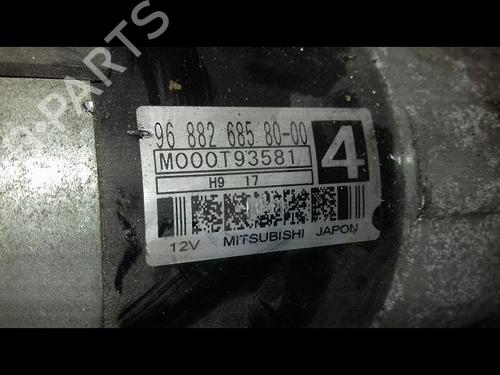 B-PARTS
96 882 685 80-00
M000T93581
4
H9 17
12V MITSUBISHI JAPON